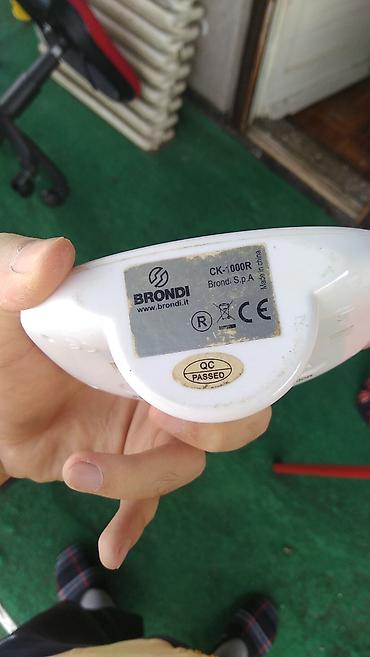 BRONDI
www.brondi.it
CK-1000R
Brondi S.p.A
Made in china
R
CE
QC
PASSED